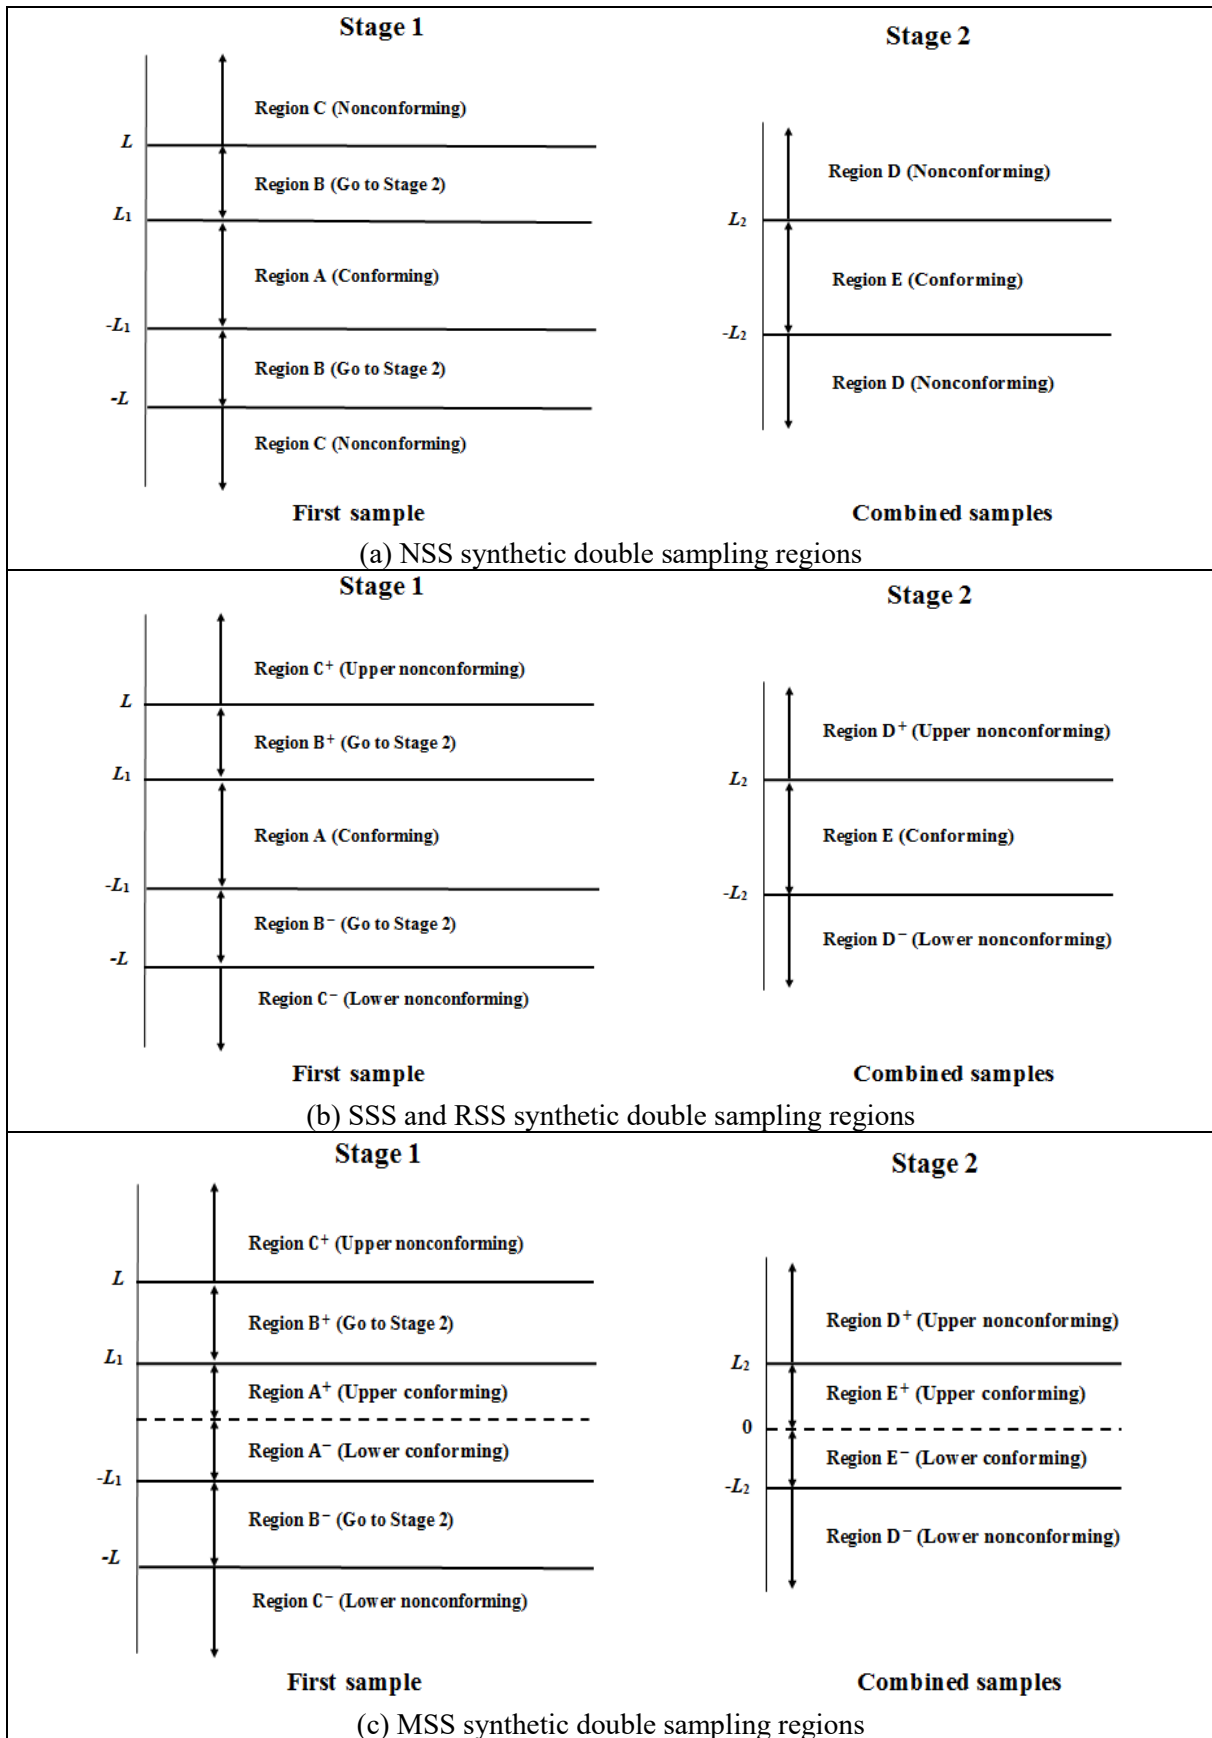 Stage 1
Stage 2
Region C (Nonconforming)
L
Region B (Go to Stage 2)
L₁
Region A (Conforming)
-L₁
Region B (Go to Stage 2)
-L
Region C (Nonconforming)
Region D (Nonconforming)
L₂
Region E (Conforming)
-L₂
Region D (Nonconforming)
First sample
Combined samples
(a) NSS synthetic double sampling regions
Stage 1
Stage 2
Region C⁺ (Upper nonconforming)
L
Region B⁺ (Go to Stage 2)
L₁
Region A (Conforming)
-L₁
Region B⁻ (Go to Stage 2)
-L
Region C⁻ (Lower nonconforming)
Region D⁺ (Upper nonconforming)
L₂
Region E (Conforming)
-L₂
Region D⁻ (Lower nonconforming)
First sample
Combined samples
(b) SSS and RSS synthetic double sampling regions
Stage 1
Stage 2
Region C⁺ (Upper nonconforming)
L
Region B⁺ (Go to Stage 2)
L₁
Region A⁺ (Upper conforming)
Region A⁻ (Lower conforming)
-L₁
Region B⁻ (Go to Stage 2)
-L
Region C⁻ (Lower nonconforming)
Region D⁺ (Upper nonconforming)
L₂
Region E⁺ (Upper conforming)
0
Region E⁻ (Lower conforming)
-L₂
Region D⁻ (Lower nonconforming)
First sample
Combined samples
(c) MSS synthetic double sampling regions